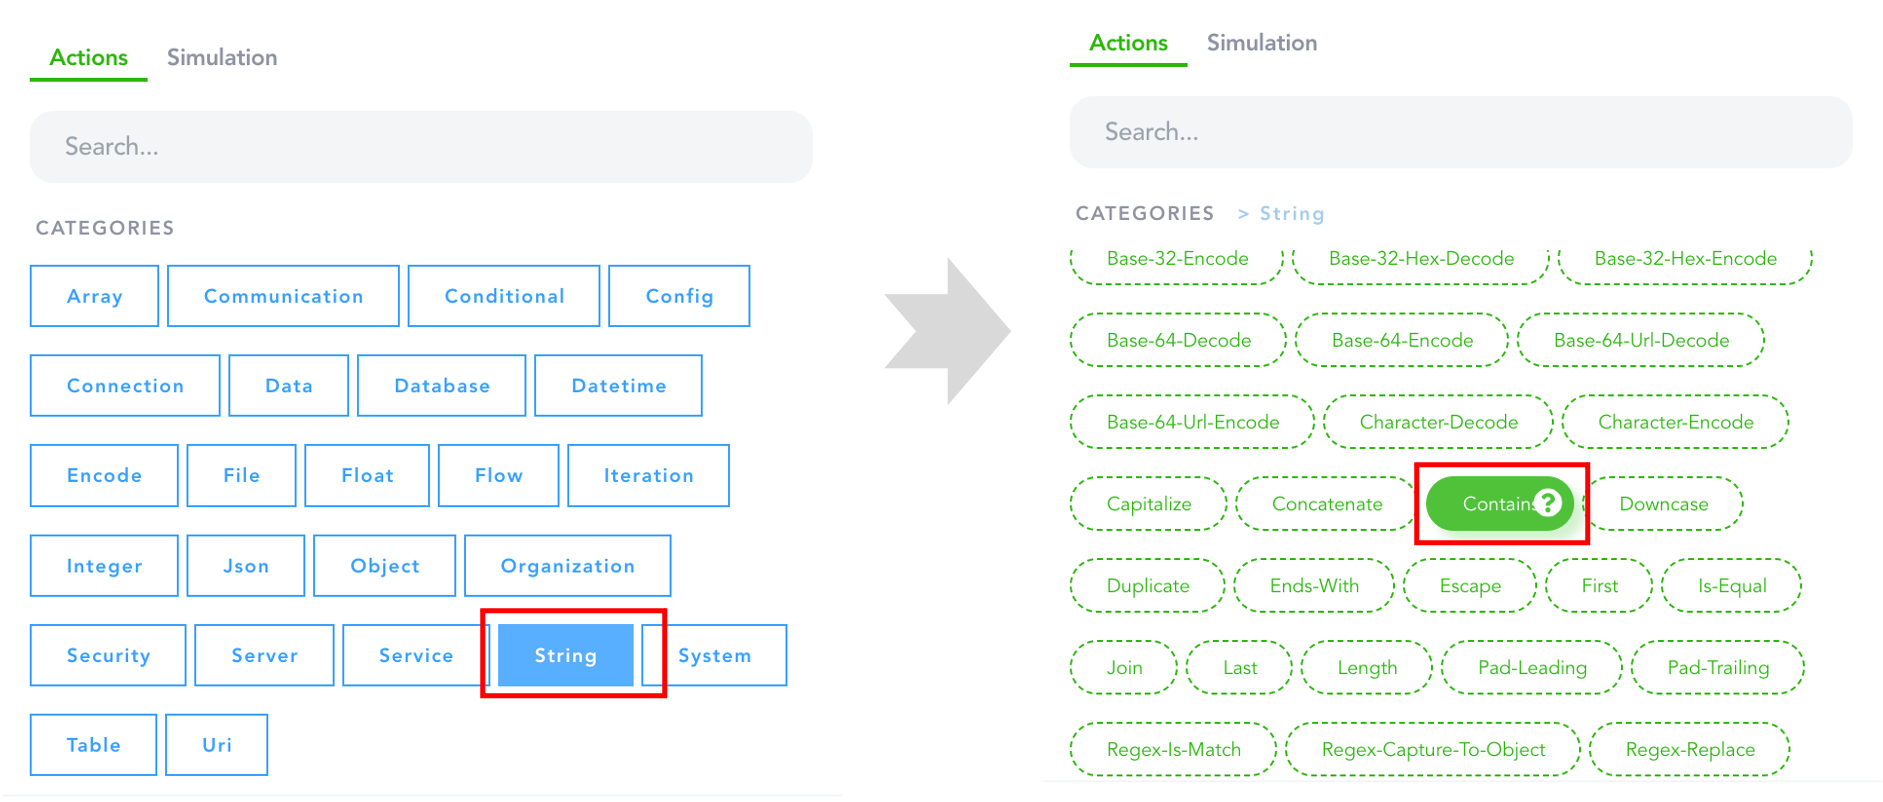 Actions Simulation
Search...
CATEGORIES
Array Communication Conditional Config
Connection Data Database Datetime
Encode File Float Flow Iteration
Integer Json Object Organization
Security Server Service String System
Table Uri
Actions Simulation
Search...
CATEGORIES > String
Base-32-Encode Base-32-Hex-Decode Base-32-Hex-Encode
Base-64-Decode Base-64-Encode Base-64-Url-Decode
Base-64-Url-Encode Character-Decode Character-Encode
Capitalize Concatenate Contains ? Downcase
Duplicate Ends-With Escape First Is-Equal
Join Last Length Pad-Leading Pad-Trailing
Regex-Is-Match Regex-Capture-To-Object Regex-Replace